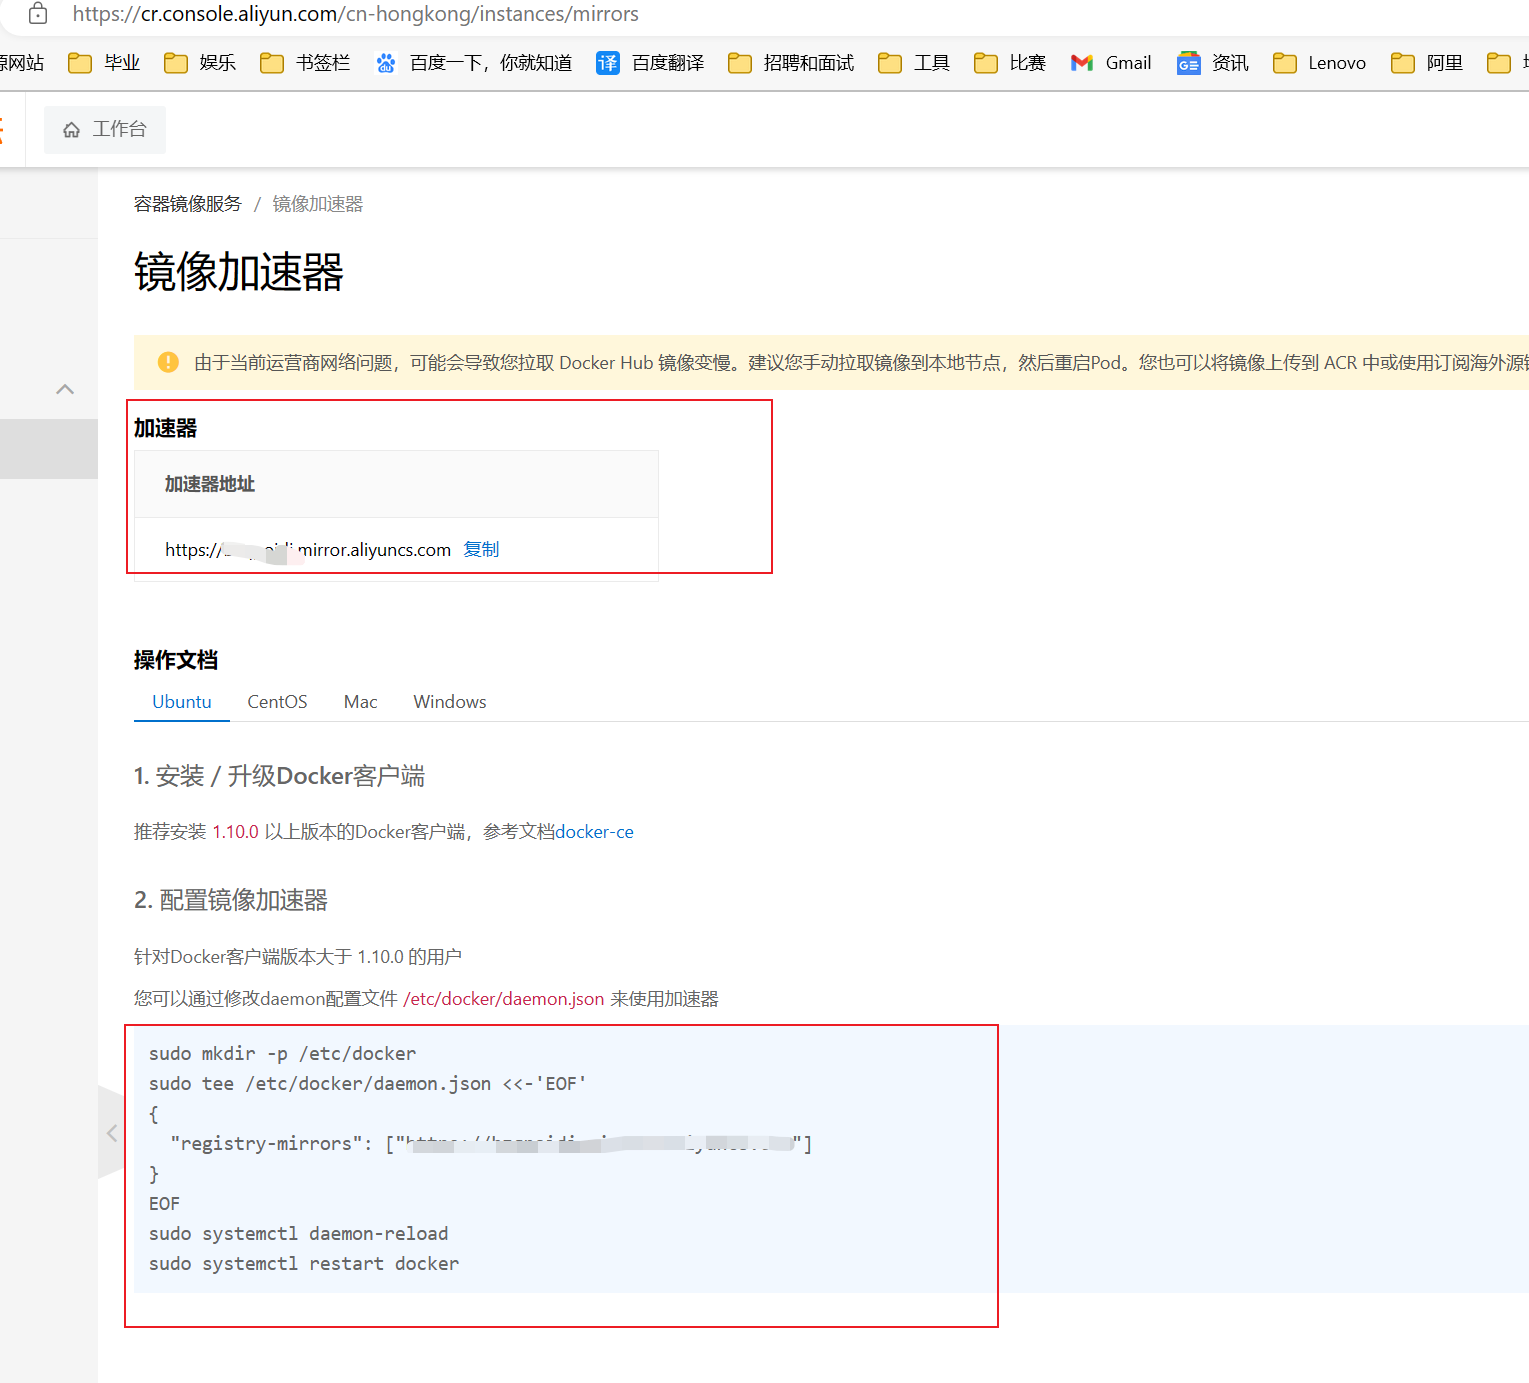 https://cr.console.aliyun.com/cn-hongkong/instances/mirrors
源网站 毕业 娱乐 书签栏 百度一下，你就知道 译 百度翻译 招聘和面试 工具 比赛 Gmail GE 资讯 Lenovo 阿里
工作台
容器镜像服务 / 镜像加速器
镜像加速器
由于当前运营商网络问题，可能会导致您拉取 Docker Hub 镜像变慢。建议您手动拉取镜像到本地节点，然后重启Pod。您也可以将镜像上传到 ACR 中或使用订阅海外源镜
加速器
加速器地址
https:// mirror.aliyuncs.com 复制
操作文档
Ubuntu CentOS Mac Windows
1. 安装 / 升级Docker客户端
推荐安装 1.10.0 以上版本的Docker客户端，参考文档docker-ce
2. 配置镜像加速器
针对Docker客户端版本大于 1.10.0 的用户
您可以通过修改daemon配置文件 /etc/docker/daemon.json 来使用加速器
sudo mkdir -p /etc/docker
sudo tee /etc/docker/daemon.json <<-'EOF'
{
"registry-mirrors": [" "]
}
EOF
sudo systemctl daemon-reload
sudo systemctl restart docker